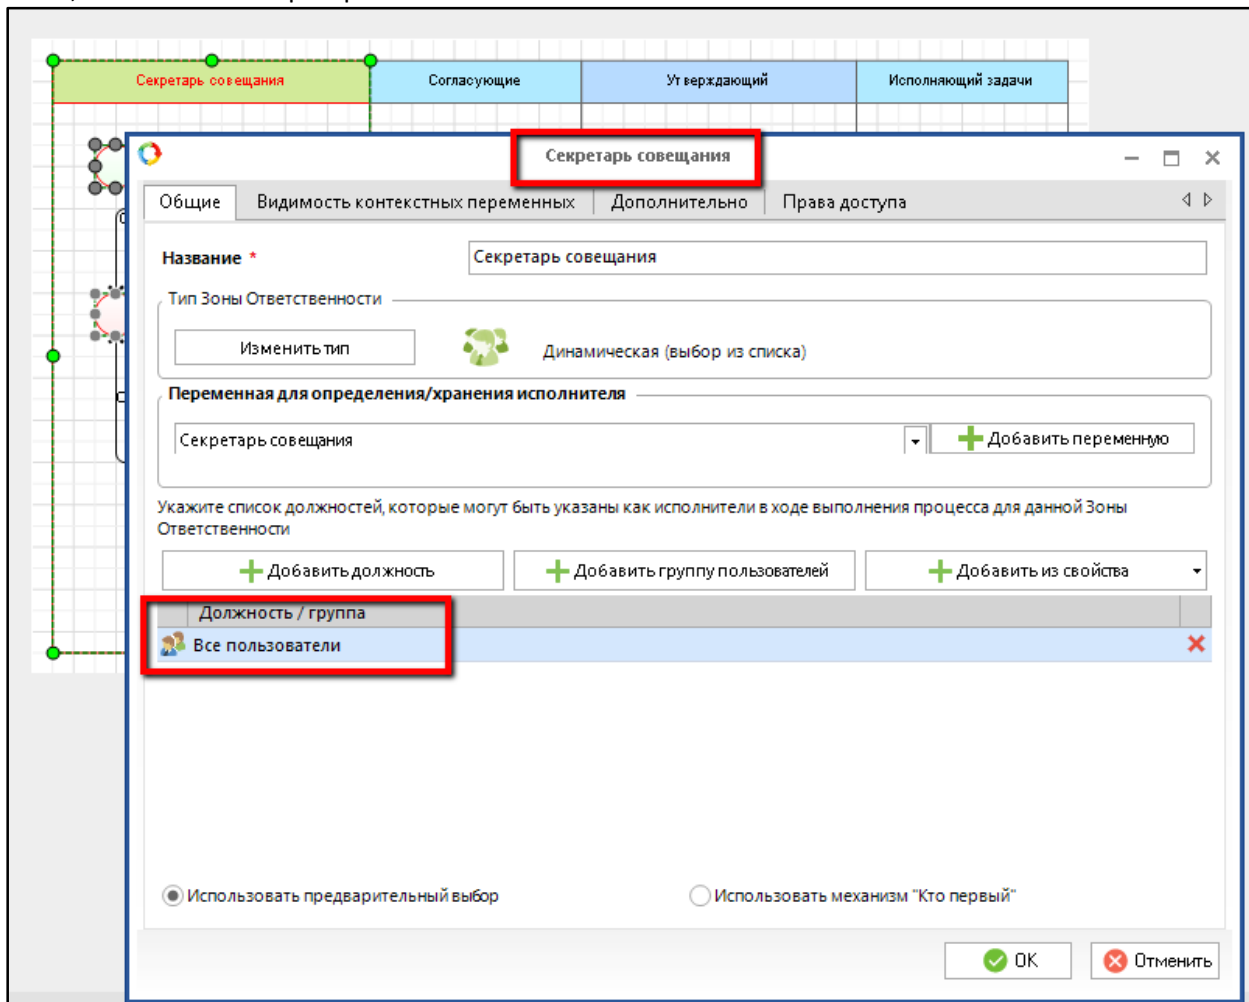 Секретарь совещания Согласующие Утверждающий Исполняющий задачи
Секретарь совещания
Общие Видимость контекстных переменных Дополнительно Права доступа
Название * Секретарь совещания
Тип Зоны Ответственности
Изменить тип Динамическая (выбор из списка)
Переменная для определения/хранения исполнителя
Секретарь совещания Добавить переменную
Укажите список должностей, которые могут быть указаны как исполнители в ходе выполнения процесса для данной Зоны
Ответственности
Добавить должность Добавить группу пользователей Добавить из свойства
Должность / группа
Все пользователи
Использовать предварительный выбор Использовать механизм "Кто первый"
ОК Отменить